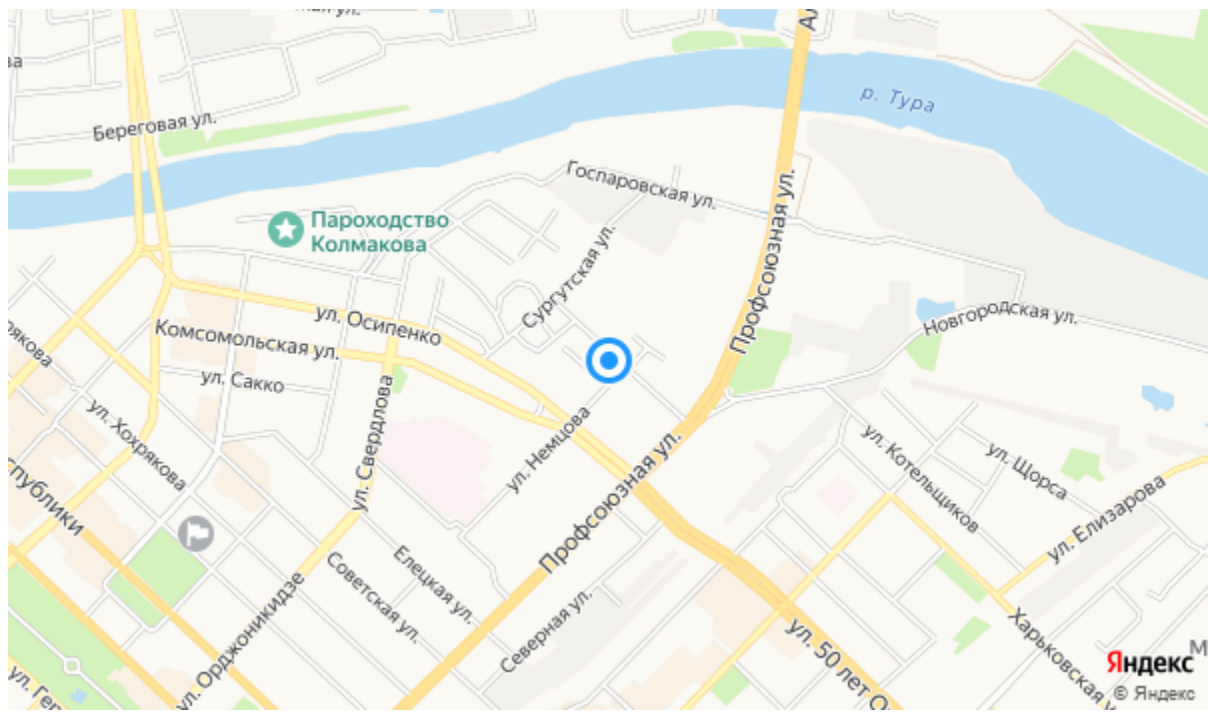 р. Тура
Береговая ул.
Госпаровская ул.
Профсоюзная ул.
Пароходство
Колмакова
Сургутская ул.
Новгородская ул.
ул. Осипенко
Комсомольская ул.
ул. Сакко
ул. Хохрякова
ул. Свердлова
ул. Немцова
Профсоюзная ул.
ул. Котельщиков
ул. Щорса
ул. Елизарова
Елецкая ул.
Советская ул.
ул. Орджоникидзе
Северная ул.
ул. 50 лет О
Харьковская у
Яндекс
© Яндекс